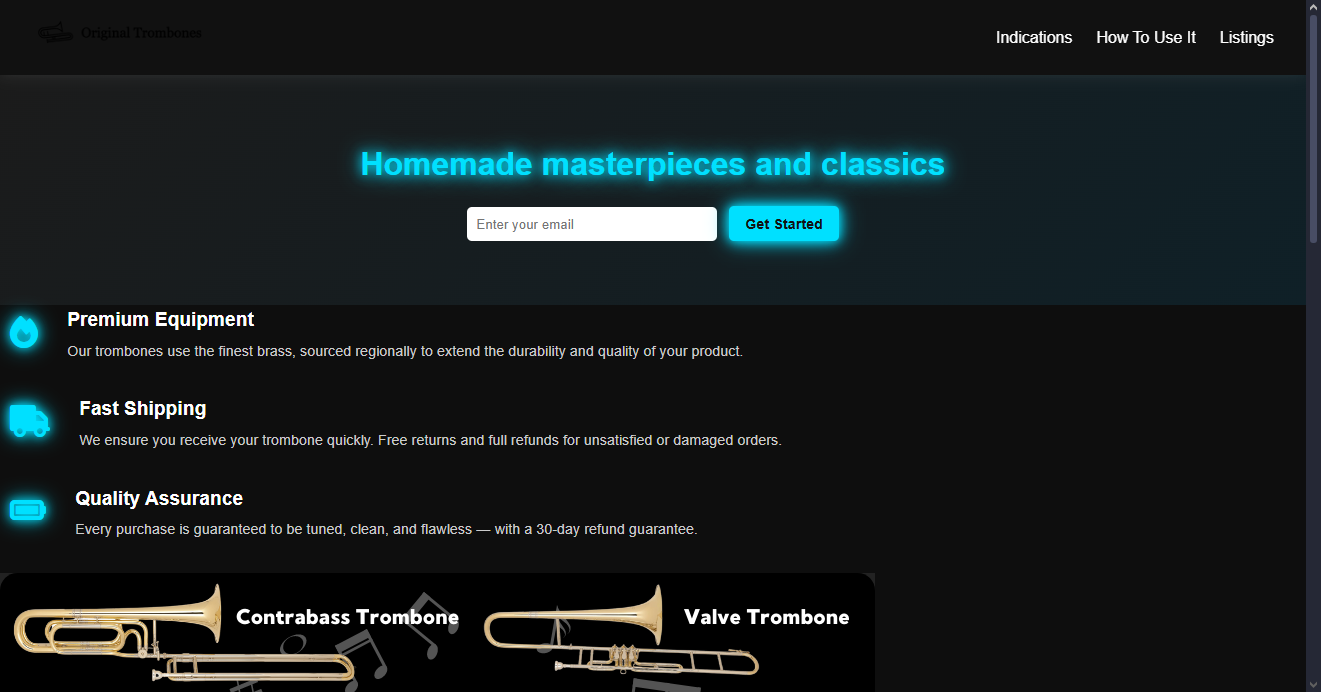 Original Trombones
Indications How To Use It Listings
Homemade masterpieces and classics
Enter your email Get Started
Premium Equipment
Our trombones use the finest brass, sourced regionally to extend the durability and quality of your product.
Fast Shipping
We ensure you receive your trombone quickly. Free returns and full refunds for unsatisfied or damaged orders.
Quality Assurance
Every purchase is guaranteed to be tuned, clean, and flawless — with a 30-day refund guarantee.
Contrabass Trombone Valve Trombone